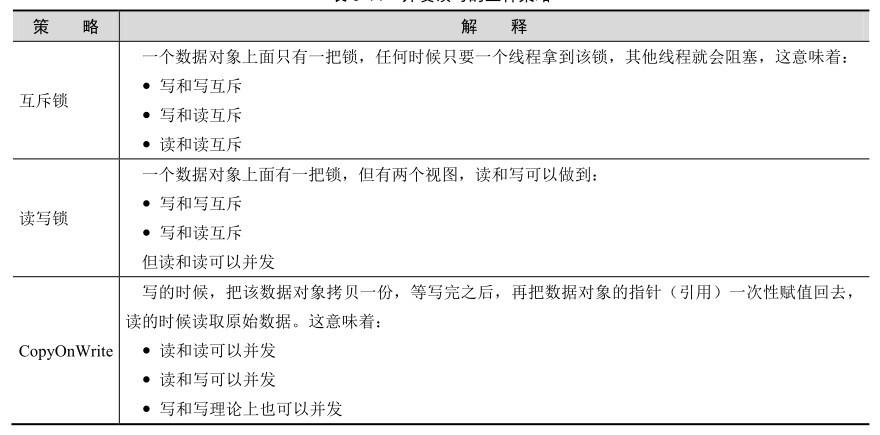 策 略 解 释
一个数据对象上面只有一把锁，任何时候只要一个线程拿到该锁，其他线程就会阻塞，这意味着：
● 写和写互斥
互斥锁
● 写和读互斥
● 读和读互斥
一个数据对象上面有一把锁，但有两个视图，读和写可以做到：
● 写和写互斥
读写锁
● 写和读互斥
但读和读可以并发
写的时候，把该数据对象拷贝一份，等写完之后，再把数据对象的指针（引用）一次性赋值回去，
读的时候读取原始数据。这意味着：
CopyOnWrite
● 读和读可以并发
● 读和写可以并发
● 写和写理论上也可以并发